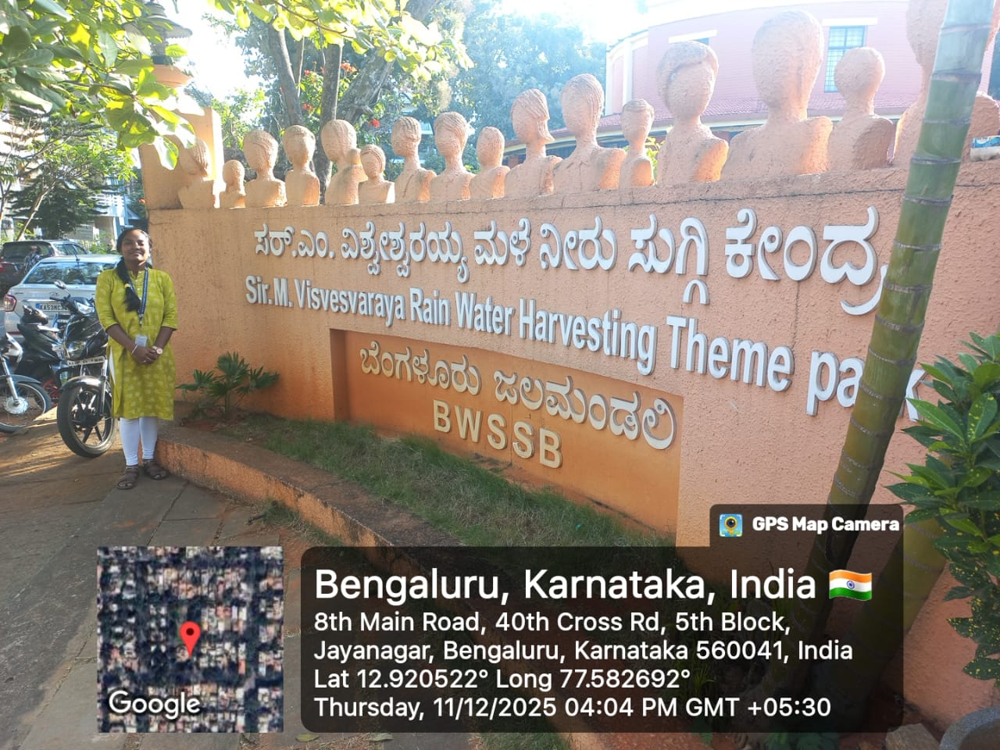 ಸರ್.ಎಂ. ವಿಶ್ವೇಶ್ವರಯ್ಯ ಮಳೆ ನೀರು ಸುಗ್ಗಿ ಕೇಂದ್ರ
Sir.M. Visvesvaraya Rain Water Harvesting Theme park
ಬೆಂಗಳೂರು ಜಲಮಂಡಲಿ
BWSSB
GPS Map Camera
Bengaluru, Karnataka, India
8th Main Road, 40th Cross Rd, 5th Block,
Jayanagar, Bengaluru, Karnataka 560041, India
Lat 12.920522° Long 77.582692°
Thursday, 11/12/2025 04:04 PM GMT +05:30
Google